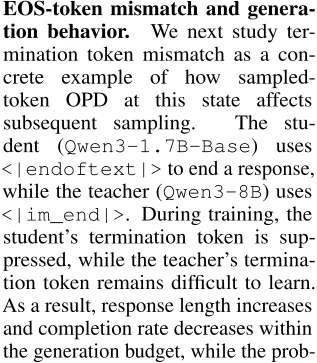 EOS-token mismatch and genera-
tion behavior. We next study ter-
mination token mismatch as a con-
crete example of how sampled-
token OPD at this state affects
subsequent sampling. The stu-
dent (Qwen3-1.7B-Base) uses
<|endoftext|> to end a response,
while the teacher (Qwen3-8B) uses
<|im_end|>. During training, the
student's termination token is sup-
pressed, while the teacher's termina-
tion token remains difficult to learn.
As a result, response length increases
and completion rate decreases within
the generation budget, while the prob-